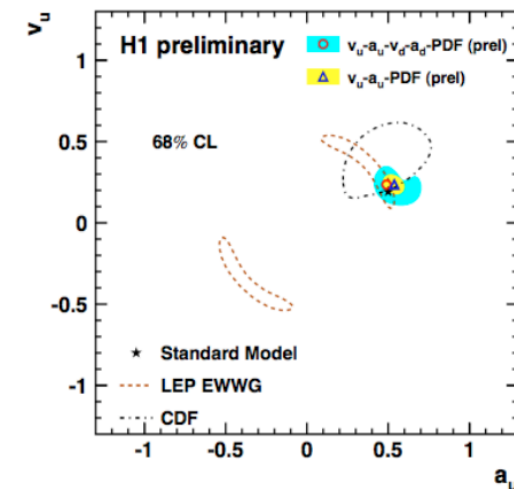 v_u
H1 preliminary
v_u-a_u-v_d-a_d-PDF (prel)
v_u-a_u-PDF (prel)
68% CL
1
0.5
0
-0.5
-1
Standard Model
LEP EWWG
CDF
-1 -0.5 0 0.5 1
a_u